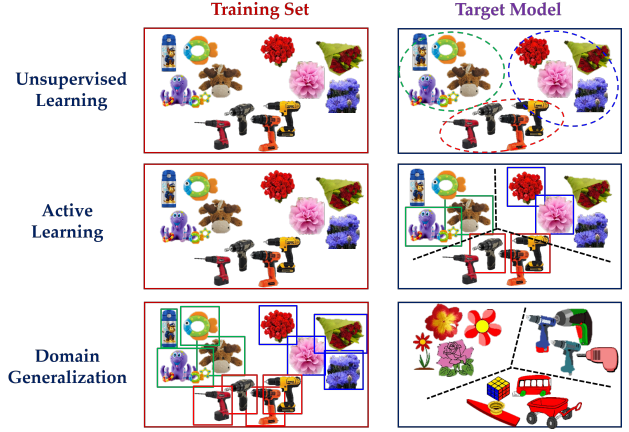 Training Set
Target Model
Unsupervised
Learning
Active
Learning
Domain
Generalization